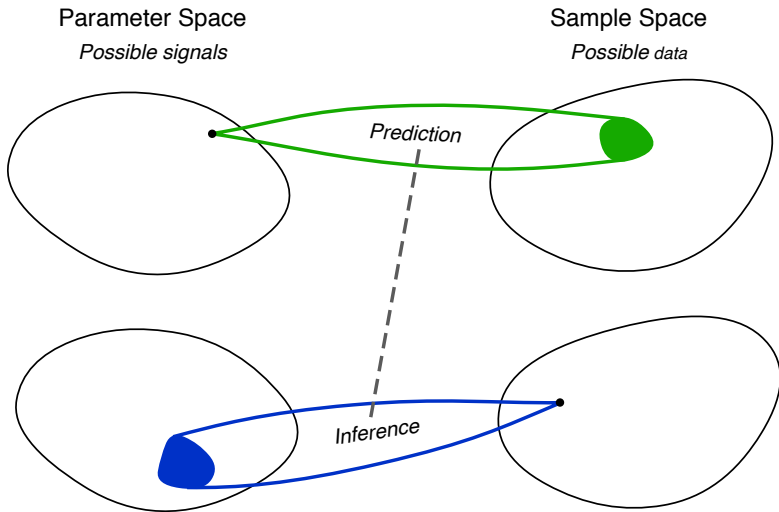 Parameter Space
Sample Space
Possible signals
Possible data
Prediction
Inference